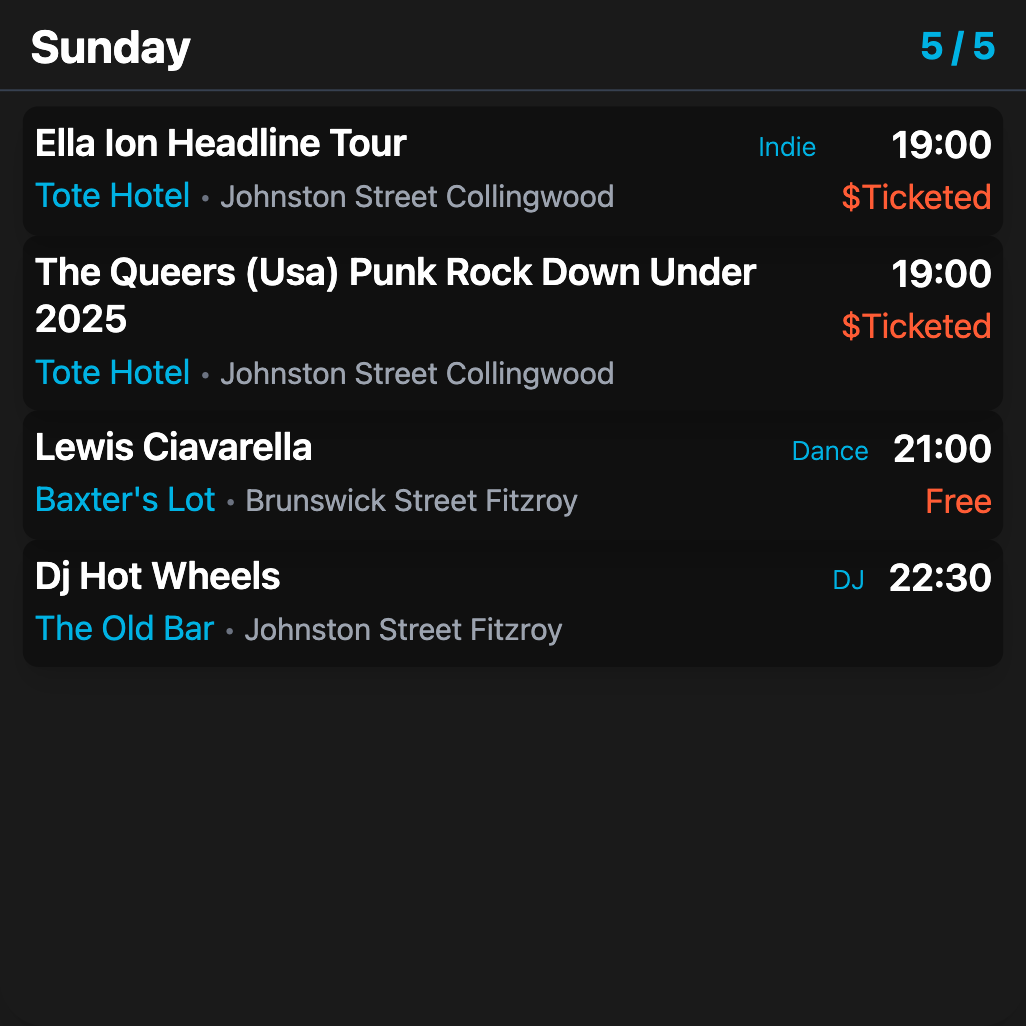 Sunday 5 / 5
Ella Ion Headline Tour Indie 19:00
Tote Hotel • Johnston Street Collingwood $Ticketed
The Queers (Usa) Punk Rock Down Under 19:00
2025 $Ticketed
Tote Hotel • Johnston Street Collingwood
Lewis Ciavarella Dance 21:00
Baxter's Lot • Brunswick Street Fitzroy Free
Dj Hot Wheels DJ 22:30
The Old Bar • Johnston Street Fitzroy